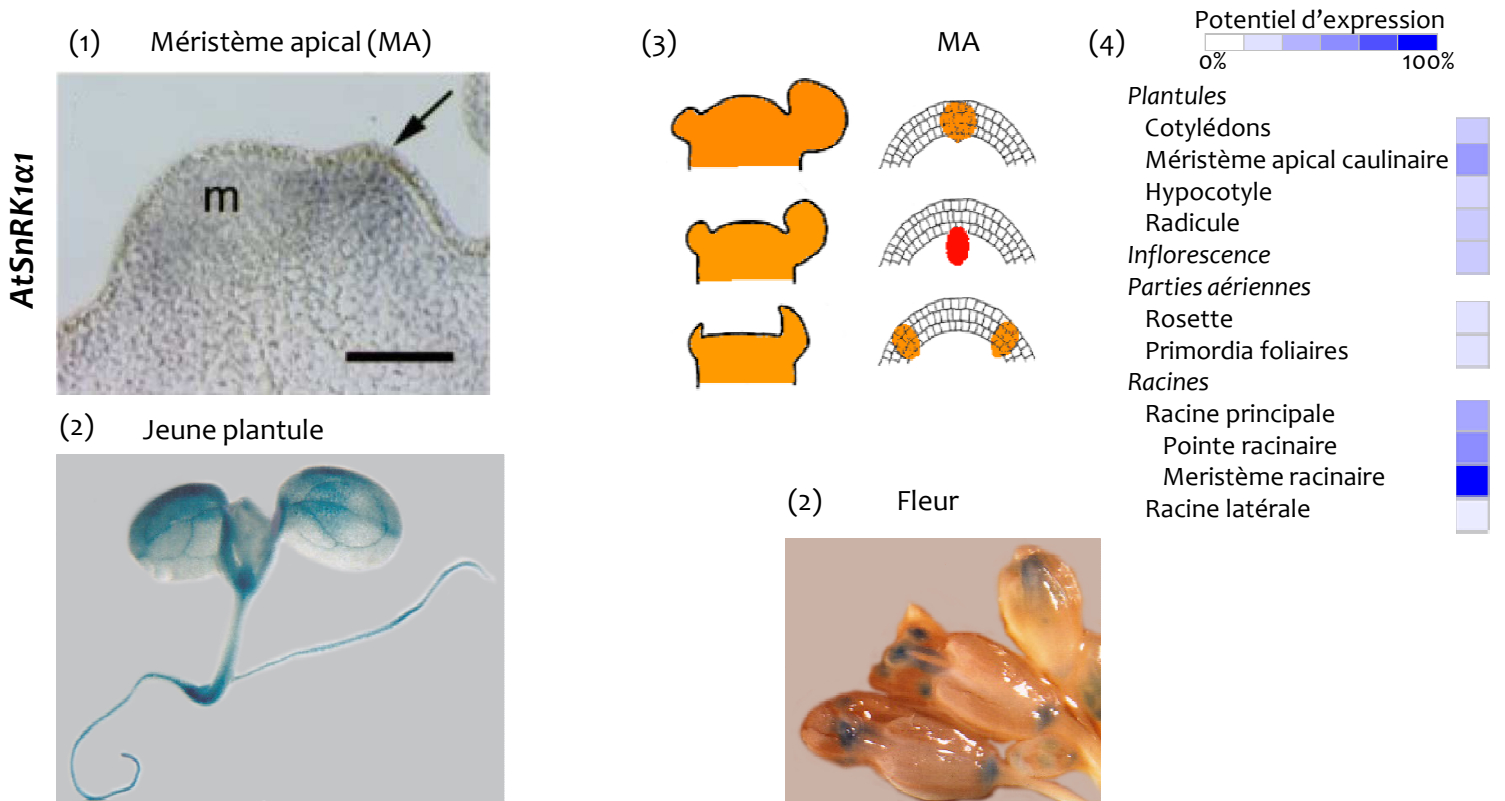 (1) Méristème apical (MA)
AtSnRK1α1
m
(2) Jeune plantule
(3) MA
(2) Fleur
(4) Potentiel d'expression
0% 100%
Plantules
Cotylédons
Méristème apical caulinaire
Hypocotyle
Radicule
Inflorescence
Parties aériennes
Rosette
Primordia foliaires
Racines
Racine principale
Pointe racinaire
Meristème racinaire
Racine latérale